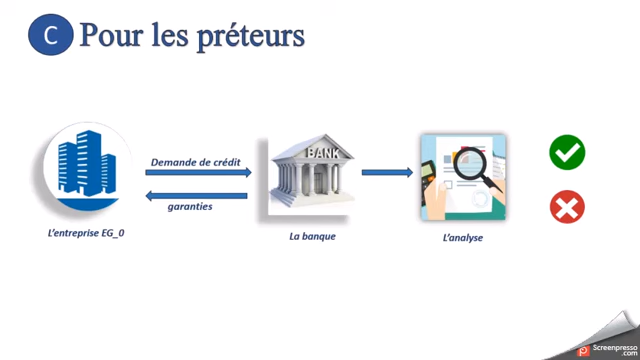 C
Pour les préteurs
Demande de crédit
BANK
garanties
L'entreprise EG_0
La banque
L'analyse
Screenpresso
.com